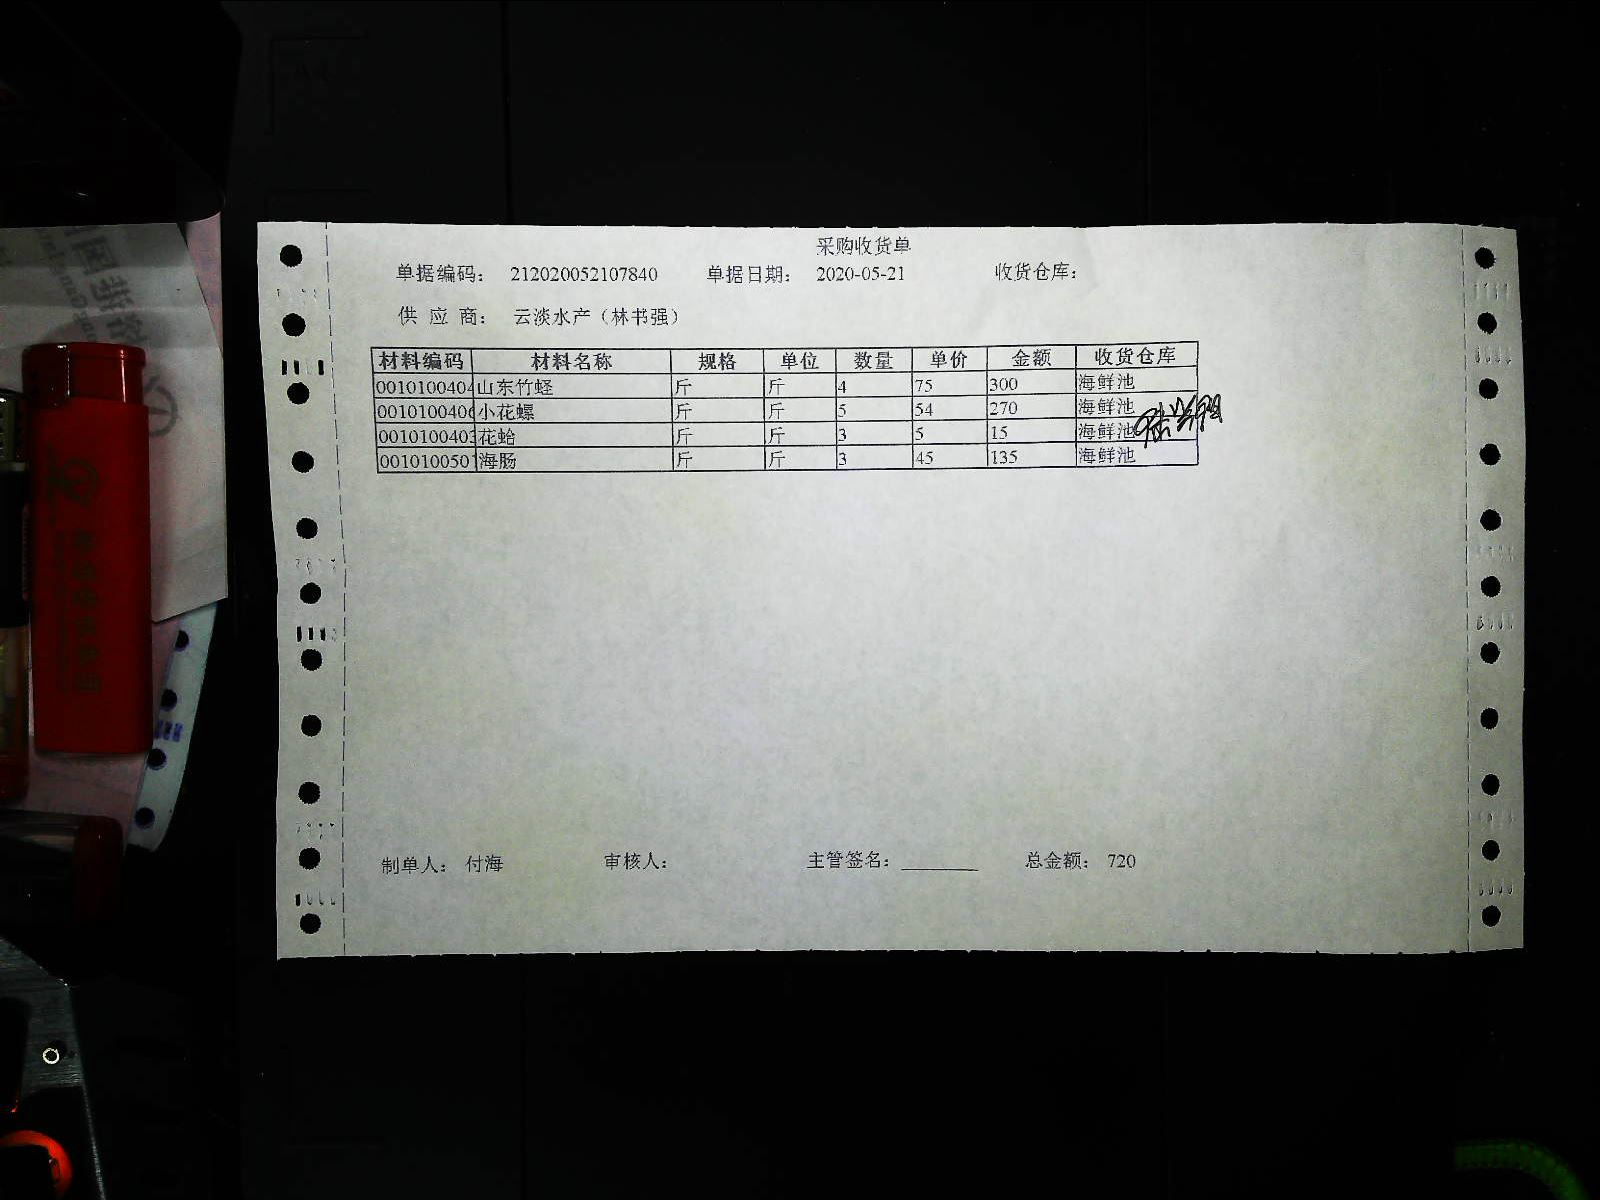 采购收货单
单据编码： 212020052107840 单据日期： 2020-05-21 收货仓库：
供 应 商： 云淡水产（林书强）
材料编码 材料名称 规格 单位 数量 单价 金额 收货仓库
0010100404 山东竹蛏 斤 斤 4 75 300 海鲜池
0010100406 小花螺 斤 斤 5 54 270 海鲜池
0010100403 花蛤 斤 斤 3 5 15 海鲜池
0010100501 海肠 斤 斤 3 45 135 海鲜池
制单人： 付海 审核人： 主管签名： 总金额： 720